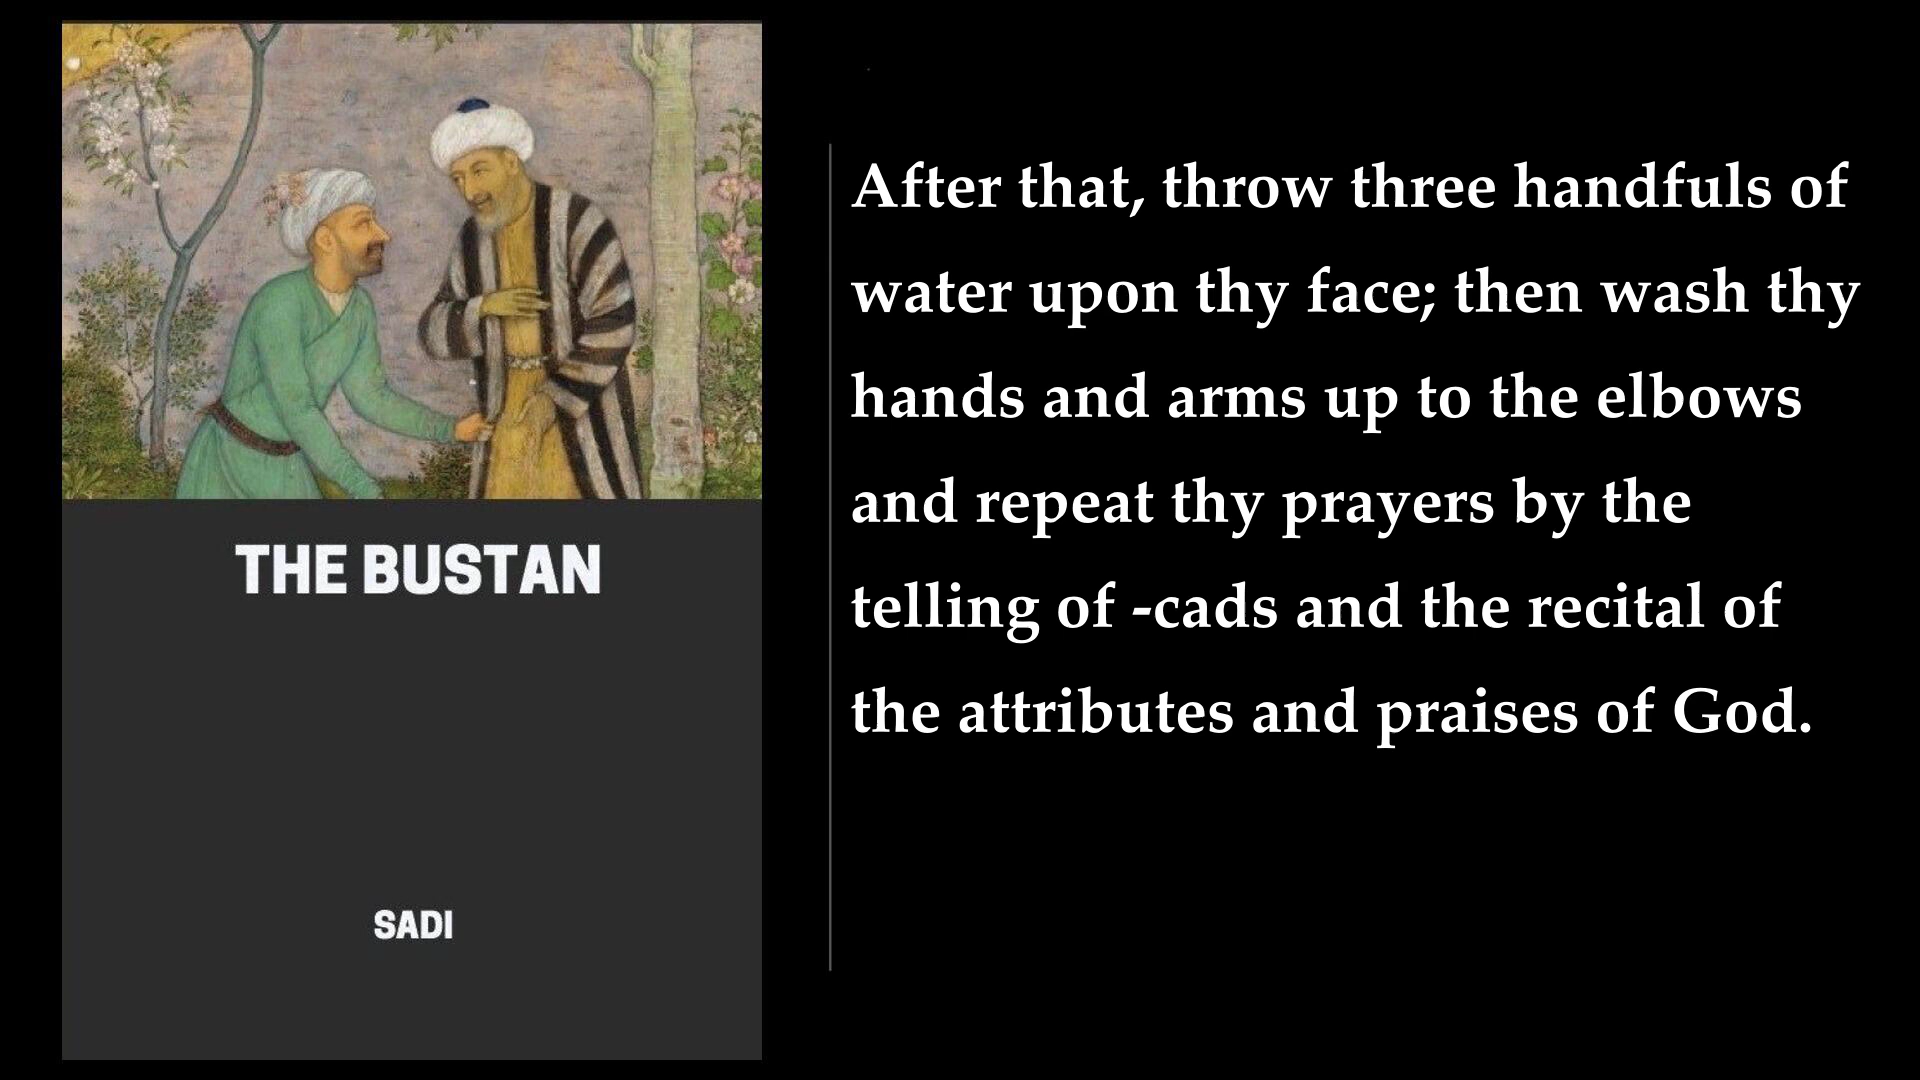 THE BUSTAN
SADI
After that, throw three handfuls of
water upon thy face; then wash thy
hands and arms up to the elbows
and repeat thy prayers by the
telling of -cads and the recital of
the attributes and praises of God.